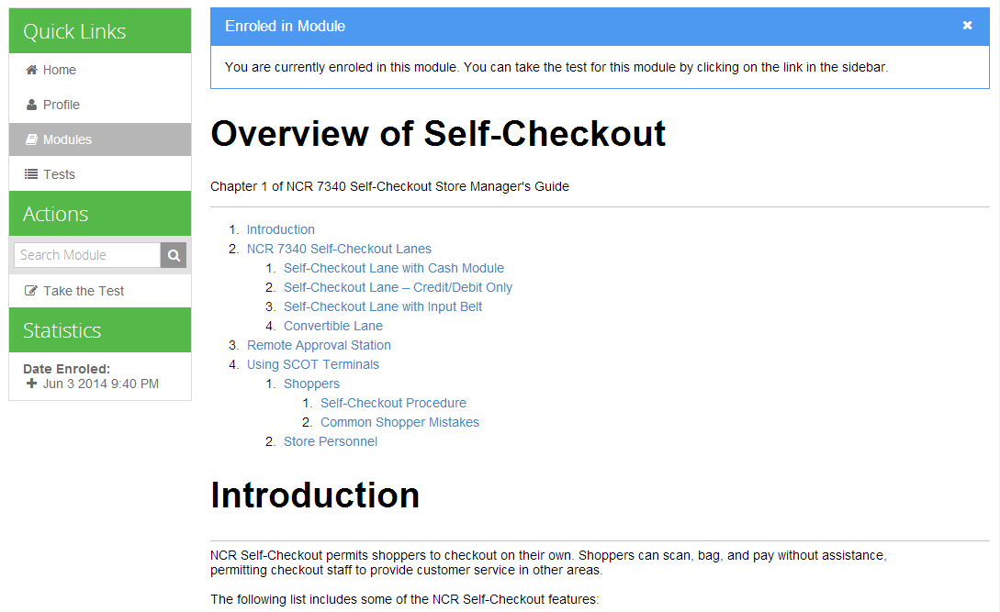 Quick Links
Home
Profile
Modules
Tests
Actions
Search Module
Take the Test
Statistics
Date Enroled:
Jun 3 2014 9:40 PM
Enroled in Module
You are currently enroled in this module. You can take the test for this module by clicking on the link in the sidebar.
Overview of Self-Checkout
Chapter 1 of NCR 7340 Self-Checkout Store Manager's Guide
1. Introduction
2. NCR 7340 Self-Checkout Lanes
1. Self-Checkout Lane with Cash Module
2. Self-Checkout Lane – Credit/Debit Only
3. Self-Checkout Lane with Input Belt
4. Convertible Lane
3. Remote Approval Station
4. Using SCOT Terminals
1. Shoppers
1. Self-Checkout Procedure
2. Common Shopper Mistakes
2. Store Personnel
Introduction
NCR Self-Checkout permits shoppers to checkout on their own. Shoppers can scan, bag, and pay without assistance,
permitting checkout staff to provide customer service in other areas.
The following list includes some of the NCR Self-Checkout features: